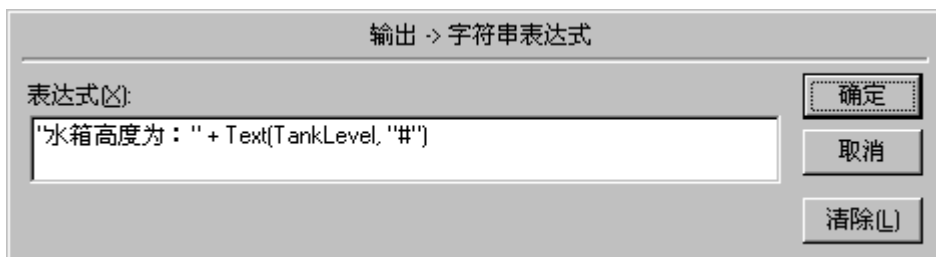 输出 -> 字符串表达式
表达式(X):
确定
"水箱高度为：" + Text(TankLevel, "#")
取消
清除(L)